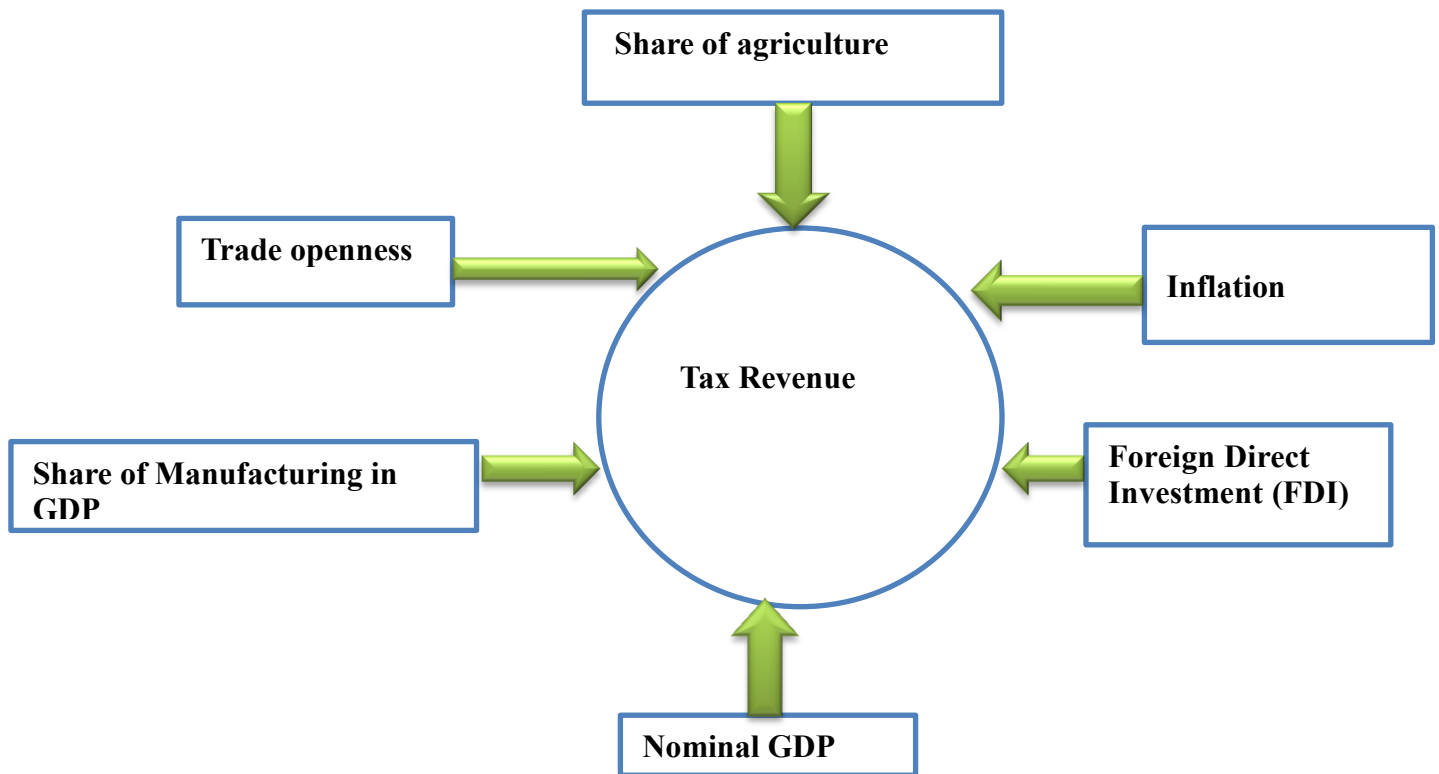 Share of agriculture
Trade openness
Inflation
Tax Revenue
Share of Manufacturing in
GDP
Foreign Direct
Investment (FDI)
Nominal GDP